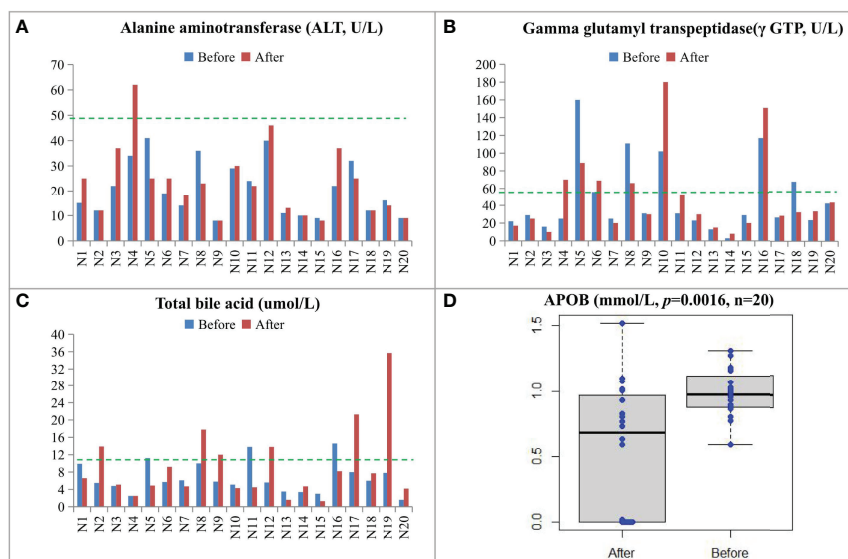 A
Alanine aminotransferase (ALT, U/L)
Before After
70
60
50
40
30
20
10
0
N1 N2 N3 N4 N5 N6 N7 N8 N9 N10 N11 N12 N13 N14 N15 N16 N17 N18 N19 N20
B
Gamma glutamyl transpeptidase(γ GTP, U/L)
Before After
200
180
160
140
120
100
80
60
40
20
0
N1 N2 N3 N4 N5 N6 N7 N8 N9 N10 N11 N12 N13 N14 N15 N16 N17 N18 N19 N20
C
Total bile acid (umol/L)
Before After
40
36
32
28
24
20
16
12
8
4
0
N1 N2 N3 N4 N5 N6 N7 N8 N9 N10 N11 N12 N13 N14 N15 N16 N17 N18 N19 N20
D
APOB (mmol/L, p=0.0016, n=20)
1.5
1.0
0.5
0.0
After Before